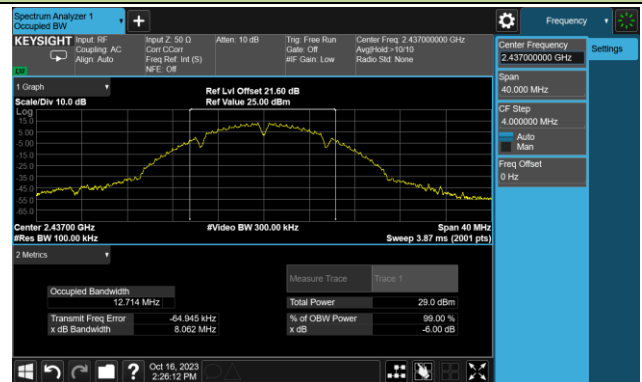 Spectrum Analyzer 1
Occupied BW
Frequency
KEYSIGHT
Input: RF
Coupling: AC
Align: Auto
Input Z: 50 Ω
Corr CCorr
Freq Ref: Int (S)
NFE: Off
Atten: 10 dB
Trig: Free Run
Gate: Off
#IF Gain: Low
Center Freq: 2.437000000 GHz
Avg|Hold:>10/10
Radio Std: None
Center Frequency
2.437000000 GHz
Settings
Span
40.000 MHz
CF Step
4.000000 MHz
Auto
Man
Freq Offset
0 Hz
1 Graph
Scale/Div 10.0 dB
Ref Lvl Offset 21.60 dB
Ref Value 25.00 dBm
Log
15.0
5.00
-5.00
-15.0
-25.0
-35.0
-45.0
-55.0
-65.0
Center 2.43700 GHz
#Res BW 100.00 kHz
#Video BW 300.00 kHz
Span 40 MHz
Sweep 3.87 ms (2001 pts)
2 Metrics
Measure Trace
Trace 1
Occupied Bandwidth
12.714 MHz
Total Power
29.0 dBm
Transmit Freq Error
-64.945 kHz
% of OBW Power
99.00 %
x dB Bandwidth
8.062 MHz
x dB
-6.00 dB
?
Oct 16, 2023
2:26:12 PM